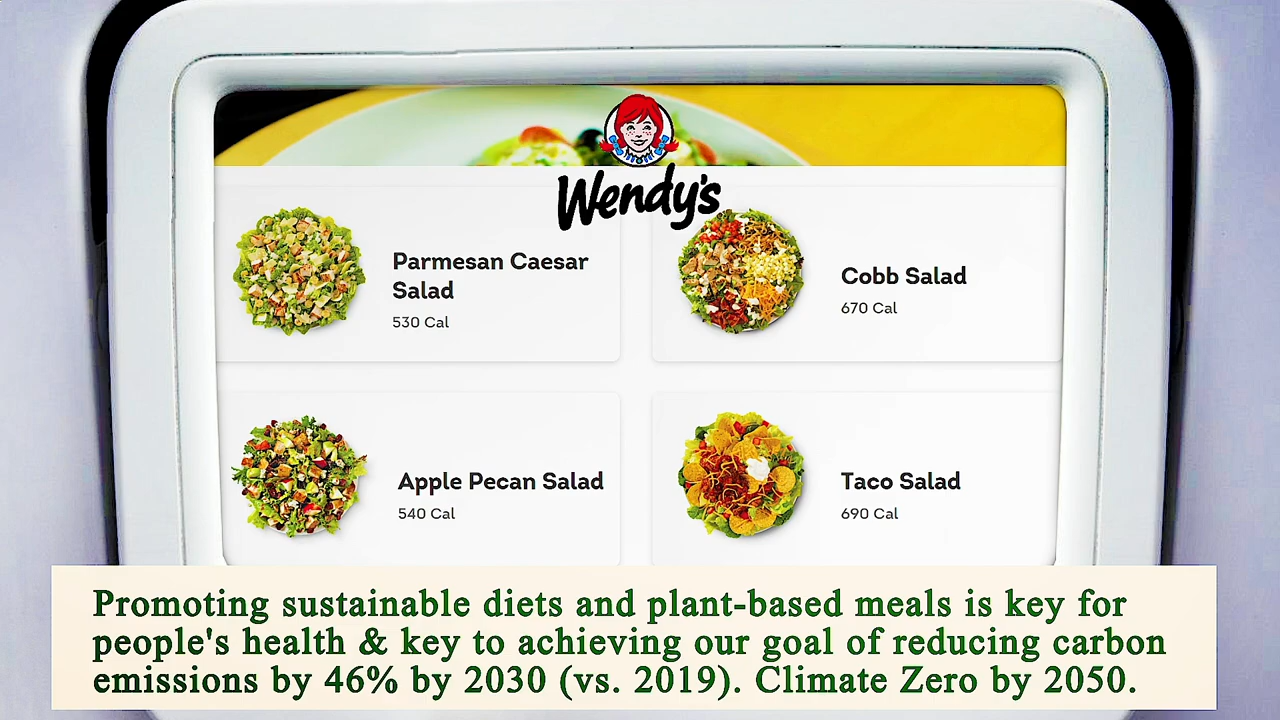 Wendy's
Parmesan Caesar
Salad
530 Cal
Cobb Salad
670 Cal
Apple Pecan Salad
540 Cal
Taco Salad
690 Cal
Promoting sustainable diets and plant-based meals is key for
people's health & key to achieving our goal of reducing carbon
emissions by 46% by 2030 (vs. 2019). Climate Zero by 2050.